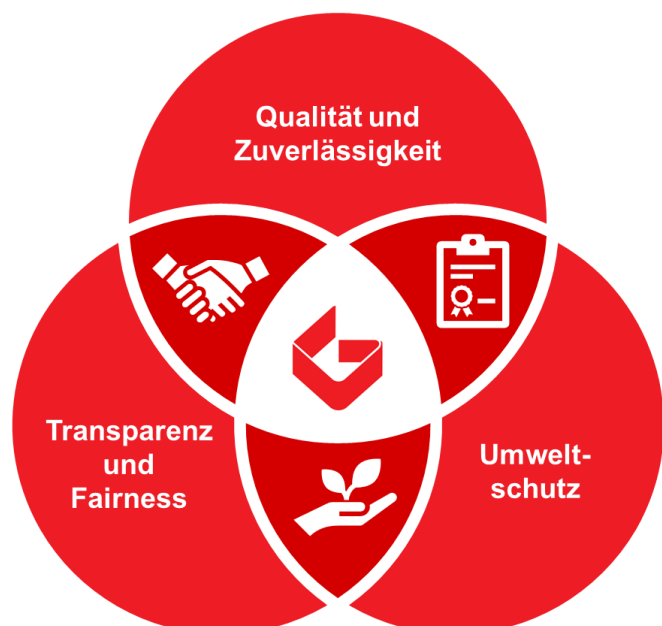 Qualität und
Zuverlässigkeit
Transparenz
und
Fairness
Umwelt-
schutz